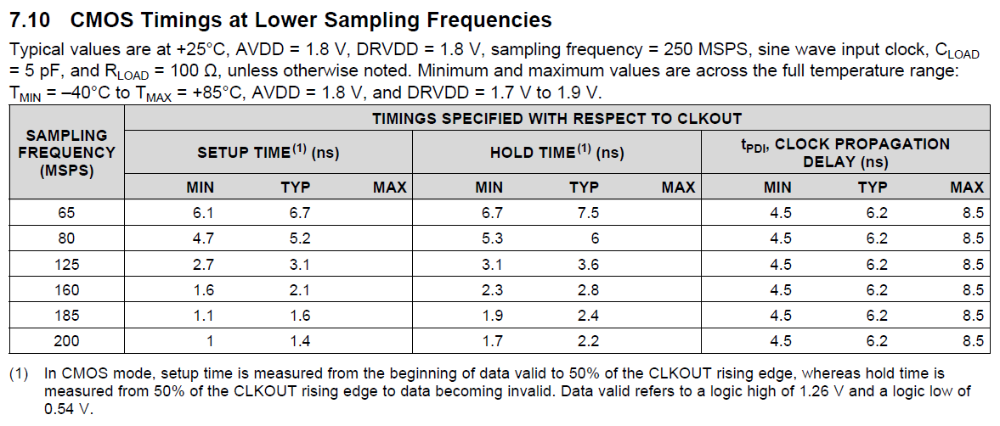 7.10 CMOS Timings at Lower Sampling Frequencies
Typical values are at +25°C, AVDD = 1.8 V, DRVDD = 1.8 V, sampling frequency = 250 MSPS, sine wave input clock, CLOAD
= 5 pF, and RLOAD = 100 Ω, unless otherwise noted. Minimum and maximum values are across the full temperature range:
TMIN = –40°C to TMAX = +85°C, AVDD = 1.8 V, and DRVDD = 1.7 V to 1.9 V.
SAMPLING FREQUENCY (MSPS) TIMINGS SPECIFIED WITH RESPECT TO CLKOUT
SETUP TIME(1) (ns) HOLD TIME(1) (ns) tPDI, CLOCK PROPAGATION DELAY (ns)
MIN TYP MAX MIN TYP MAX MIN TYP MAX
65 6.1 6.7 6.7 7.5 4.5 6.2 8.5
80 4.7 5.2 5.3 6 4.5 6.2 8.5
125 2.7 3.1 3.1 3.6 4.5 6.2 8.5
160 1.6 2.1 2.3 2.8 4.5 6.2 8.5
185 1.1 1.6 1.9 2.4 4.5 6.2 8.5
200 1 1.4 1.7 2.2 4.5 6.2 8.5
(1) In CMOS mode, setup time is measured from the beginning of data valid to 50% of the CLKOUT rising edge, whereas hold time is
measured from 50% of the CLKOUT rising edge to data becoming invalid. Data valid refers to a logic high of 1.26 V and a logic low of
0.54 V.